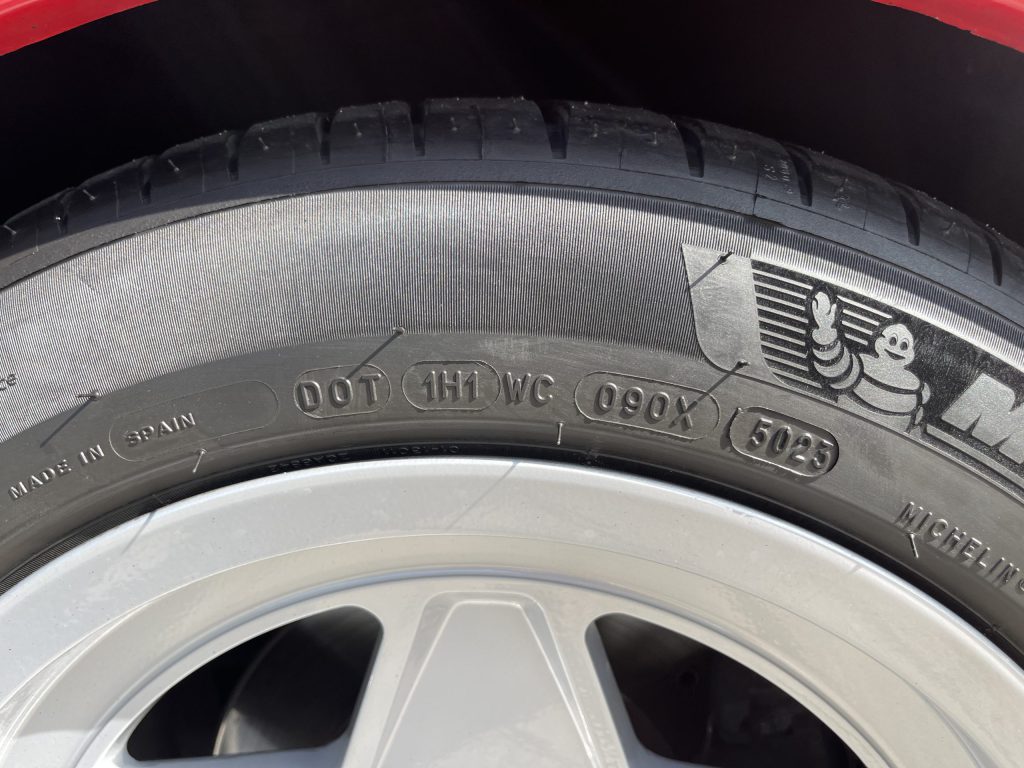 MADE IN SPAIN
DOT 1H1 WC 090X 5025
M
MICHELIN